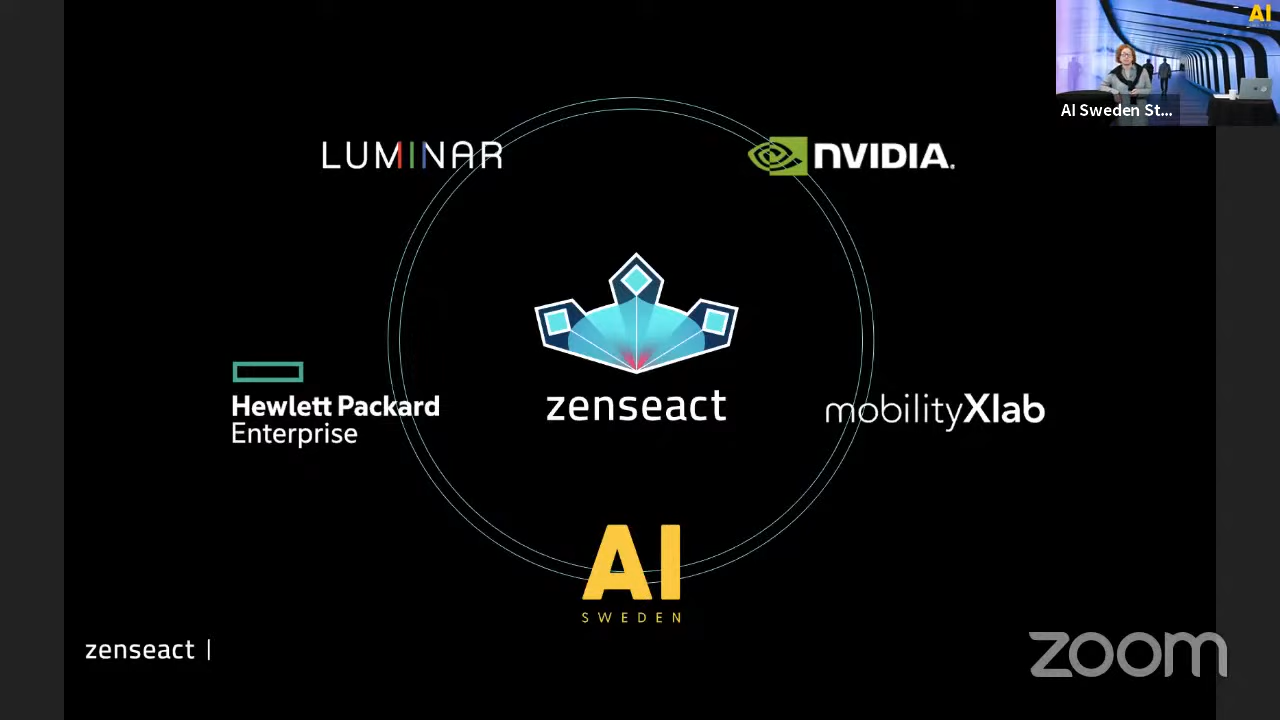 AI
AI Sweden St...
LUMINAR
NVIDIA.
Hewlett Packard
Enterprise
zenseact
mobilityXlab
AI
SWEDEN
zenseact |
zoom